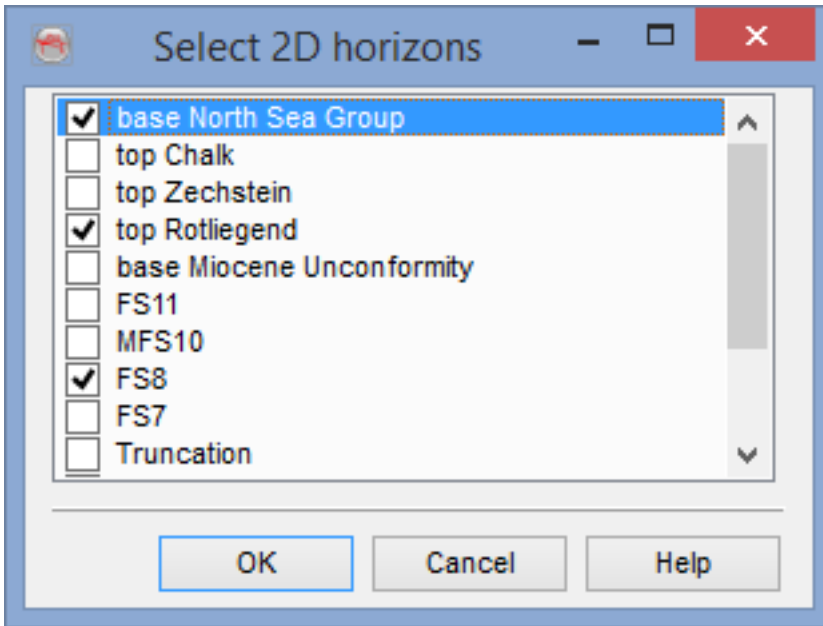 Select 2D horizons
base North Sea Group
top Chalk
top Zechstein
top Rotliegend
base Miocene Unconformity
FS11
MFS10
FS8
FS7
Truncation
OK Cancel Help